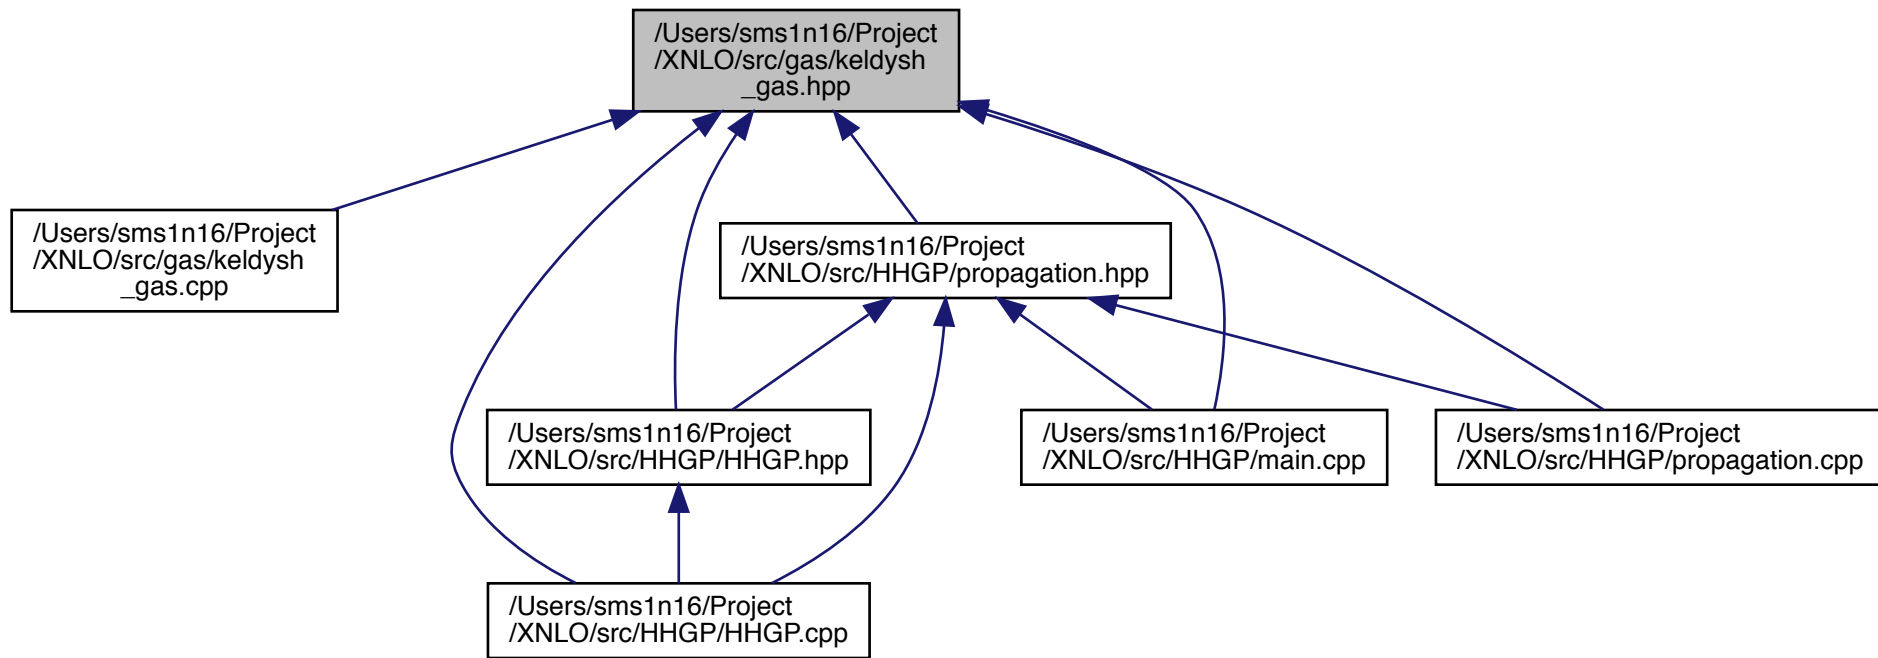 /Users/sms1n16/Project
/XNLO/src/gas/keldysh
_gas.hpp
/Users/sms1n16/Project
/XNLO/src/gas/keldysh
_gas.cpp
/Users/sms1n16/Project
/XNLO/src/HHGP/propagation.hpp
/Users/sms1n16/Project
/XNLO/src/HHGP/HHGP.hpp
/Users/sms1n16/Project
/XNLO/src/HHGP/main.cpp
/Users/sms1n16/Project
/XNLO/src/HHGP/propagation.cpp
/Users/sms1n16/Project
/XNLO/src/HHGP/HHGP.cpp